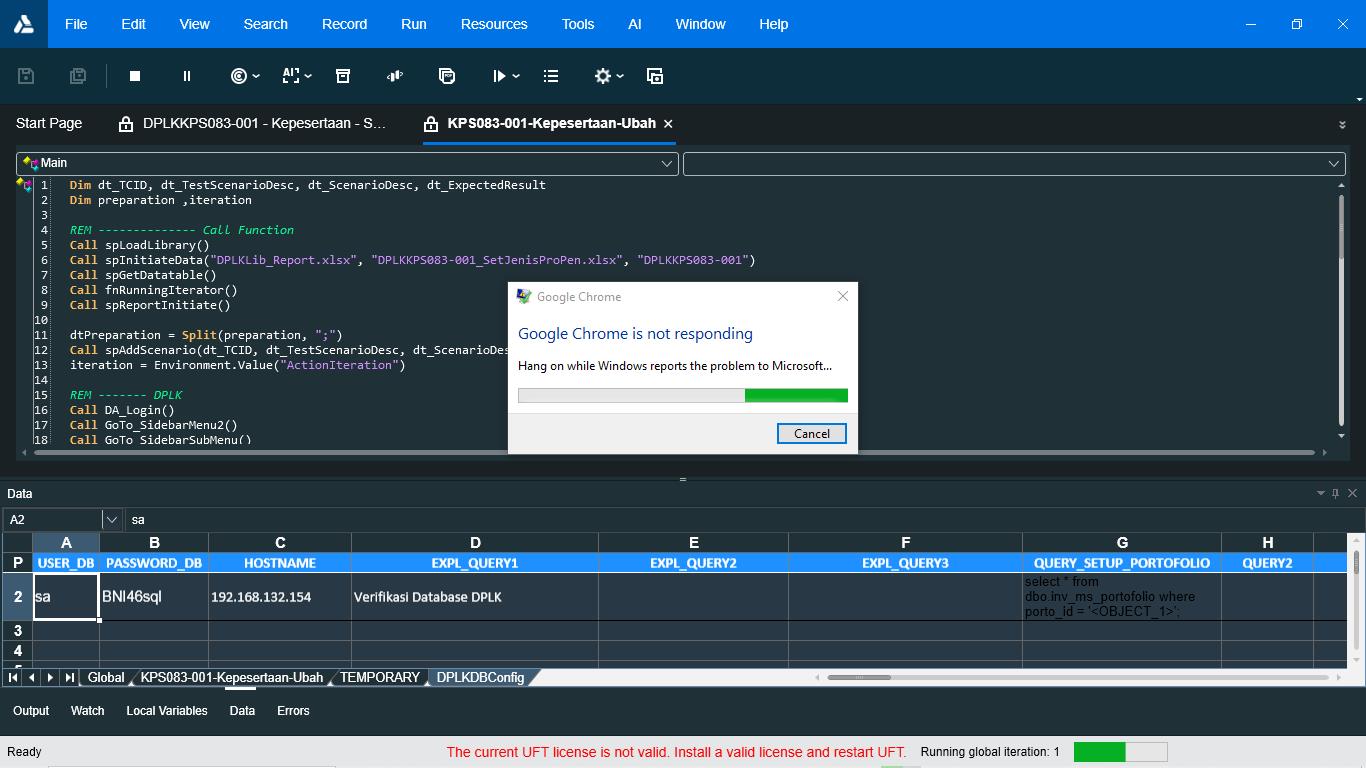 File Edit View Search Record Run Resources Tools AI Window Help
Start Page DPLKKPS083-001 - Kepesertaan - S... KPS083-001-Kepesertaan-Ubah
Main
1 Dim dt_TCID, dt_TestScenarioDesc, dt_ScenarioDesc, dt_ExpectedResult
2 Dim preparation ,iteration
3
4 REM -------------- Call Function
5 Call spLoadLibrary()
6 Call spInitiateData("DPLKLib_Report.xlsx", "DPLKKPS083-001_SetJenisProPen.xlsx", "DPLKKPS083-001")
7 Call spGetDatatable()
8 Call fnRunningIterator()
9 Call spReportInitiate()
10
11 dtPreparation = Split(preparation, ";")
12 Call spAddScenario(dt_TCID, dt_TestScenarioDesc, dt_ScenarioDes
13 iteration = Environment.Value("ActionIteration")
14
15 REM ------- DPLK
16 Call DA_Login()
17 Call GoTo_SidebarMenu2()
18 Call GoTo_SidebarSubMenu()
Google Chrome
Google Chrome is not responding
Hang on while Windows reports the problem to Microsoft...
Cancel
Data
A2 sa
A B C D E F G H
P USER_DB PASSWORD_DB HOSTNAME EXPL_QUERY1 EXPL_QUERY2 EXPL_QUERY3 QUERY_SETUP_PORTOFOLIO QUERY2
2 sa BNI46sql 192.168.132.154 Verifikasi Database DPLK select * from
dbo.inv_ms_portofolio where
porto_id = '<OBJECT_1>';
3
4
Global KPS083-001-Kepesertaan-Ubah TEMPORARY DPLKDBConfig
Output Watch Local Variables Data Errors
Ready The current UFT license is not valid. Install a valid license and restart UFT. Running global iteration: 1